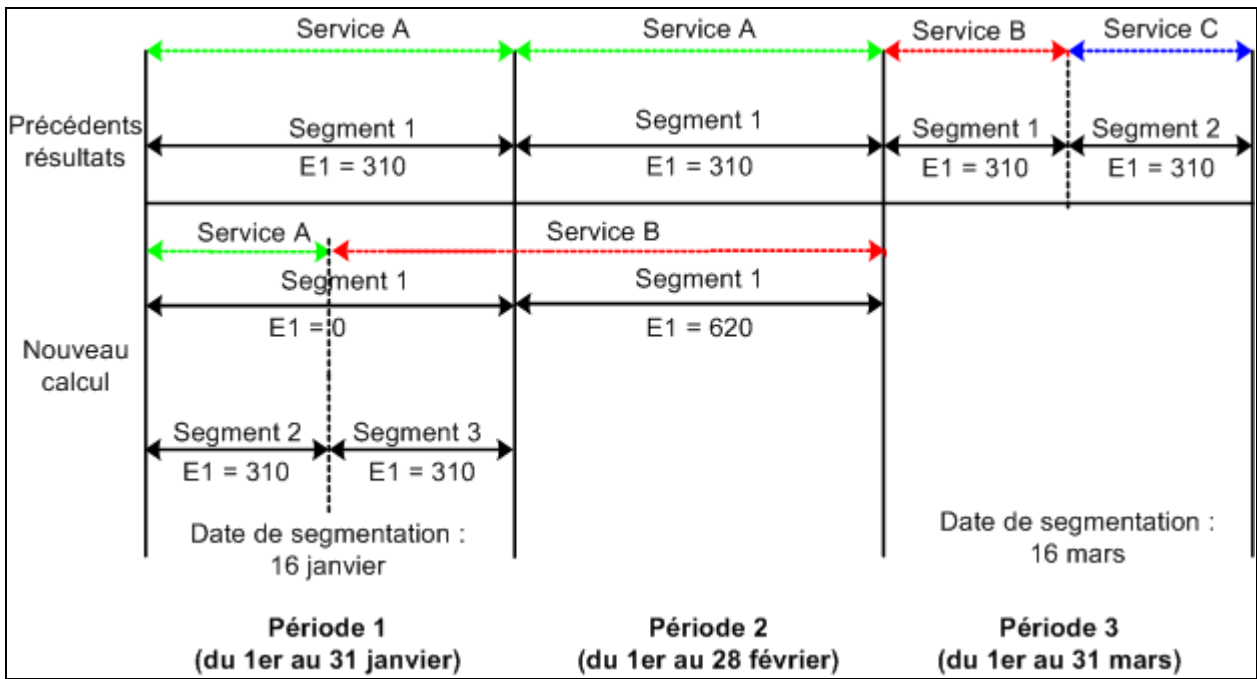 Service A
Service A
Service B
Service C
Précédents
résultats
Segment 1
E1 = 310
Segment 1
E1 = 310
Segment 1
E1 = 310
Segment 2
E1 = 310
Service A
Service B
Segment 1
E1 = 0
Segment 1
E1 = 620
Nouveau
calcul
Segment 2
E1 = 310
Segment 3
E1 = 310
Date de segmentation :
16 janvier
Date de segmentation :
16 mars
Période 1
(du 1er au 31 janvier)
Période 2
(du 1er au 28 février)
Période 3
(du 1er au 31 mars)